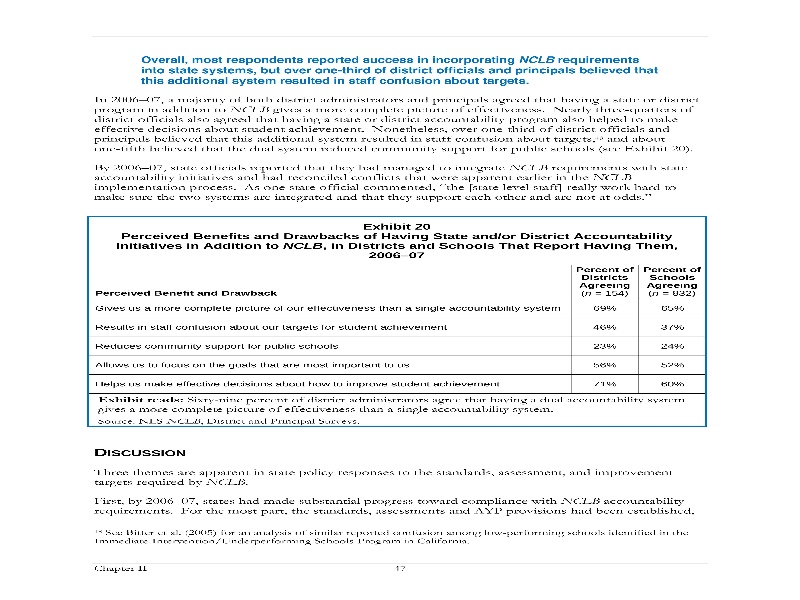 Overall, most respondents reported success in incorporating NCLB requirements
into state systems, but over one-third of district officials and principals believed that
this additional system resulted in staff confusion about targets.
In 2006–07, a majority of both district administrators and principals agreed that having a state or district
program in addition to NCLB gives a more complete picture of effectiveness. Nearly three-quarters of
district officials also agreed that having a state or district accountability program also helped to make
effective decisions about student achievement. Nonetheless, over one-third of district officials and
principals believed that this additional system resulted in staff confusion about targets, and about
one-fifth believed that the dual system reduced community support for public schools (see Exhibit 20).
By 2006–07, state officials reported that they had managed to integrate NCLB requirements with state
accountability initiatives and had reconciled conflicts that were apparent earlier in the NCLB
implementation process. As one state official commented, "the [state-level staff] really work hard to
make sure the two systems are integrated and that they support each other and are not at odds."
Exhibit 20
Perceived Benefits and Drawbacks of Having State and/or District Accountability
Initiatives in Addition to NCLB, in Districts and Schools That Report Having Them,
2006–07
Perceived Benefit and Drawback Percent of Districts Agreeing (n = 154) Percent of Schools Agreeing (n = 832)
Gives us a more complete picture of our effectiveness than a single accountability system 69% 65%
Results in staff confusion about our targets for student achievement 46% 37%
Reduces community support for public schools 23% 24%
Allows us to focus on the goals that are most important to us 58% 52%
Helps us make effective decisions about how to improve student achievement 71% 60%
Exhibit reads: Sixty-nine percent of district administrators agree that having a dual accountability system
gives a more complete picture of effectiveness than a single accountability system.
Source: NLS-NCLB, District and Principal Surveys.
DISCUSSION
Three themes are apparent in state policy responses to the standards, assessment, and improvement
targets required by NCLB.
First, by 2006–07, states had made substantial progress toward compliance with NCLB accountability
requirements. For the most part, the standards, assessments and AYP provisions had been established,
See Bitter et al. (2005) for an analysis of similar reported confusion among low-performing schools identified in the
Immediate Intervention/Underperforming Schools Program in California.
Chapter II 47